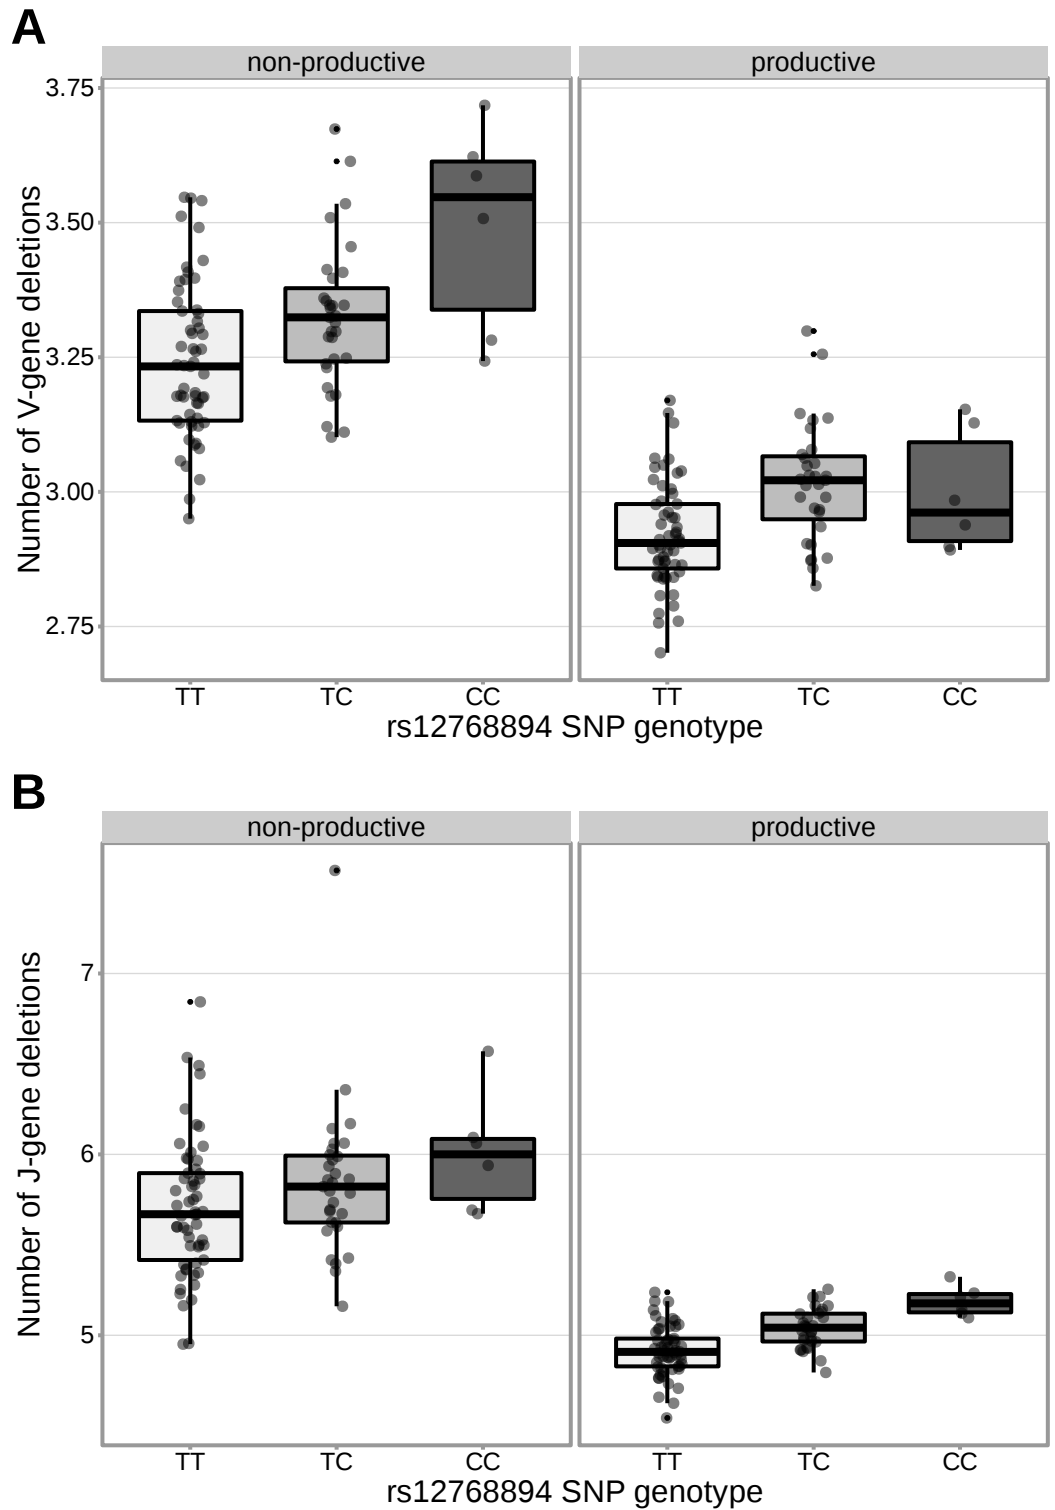 A
non-productive productive
Number of V-gene deletions
3.75
3.50
3.25
3.00
2.75
TT TC CC TT TC CC
rs12768894 SNP genotype
B
non-productive productive
Number of J-gene deletions
7
6
5
TT TC CC TT TC CC
rs12768894 SNP genotype